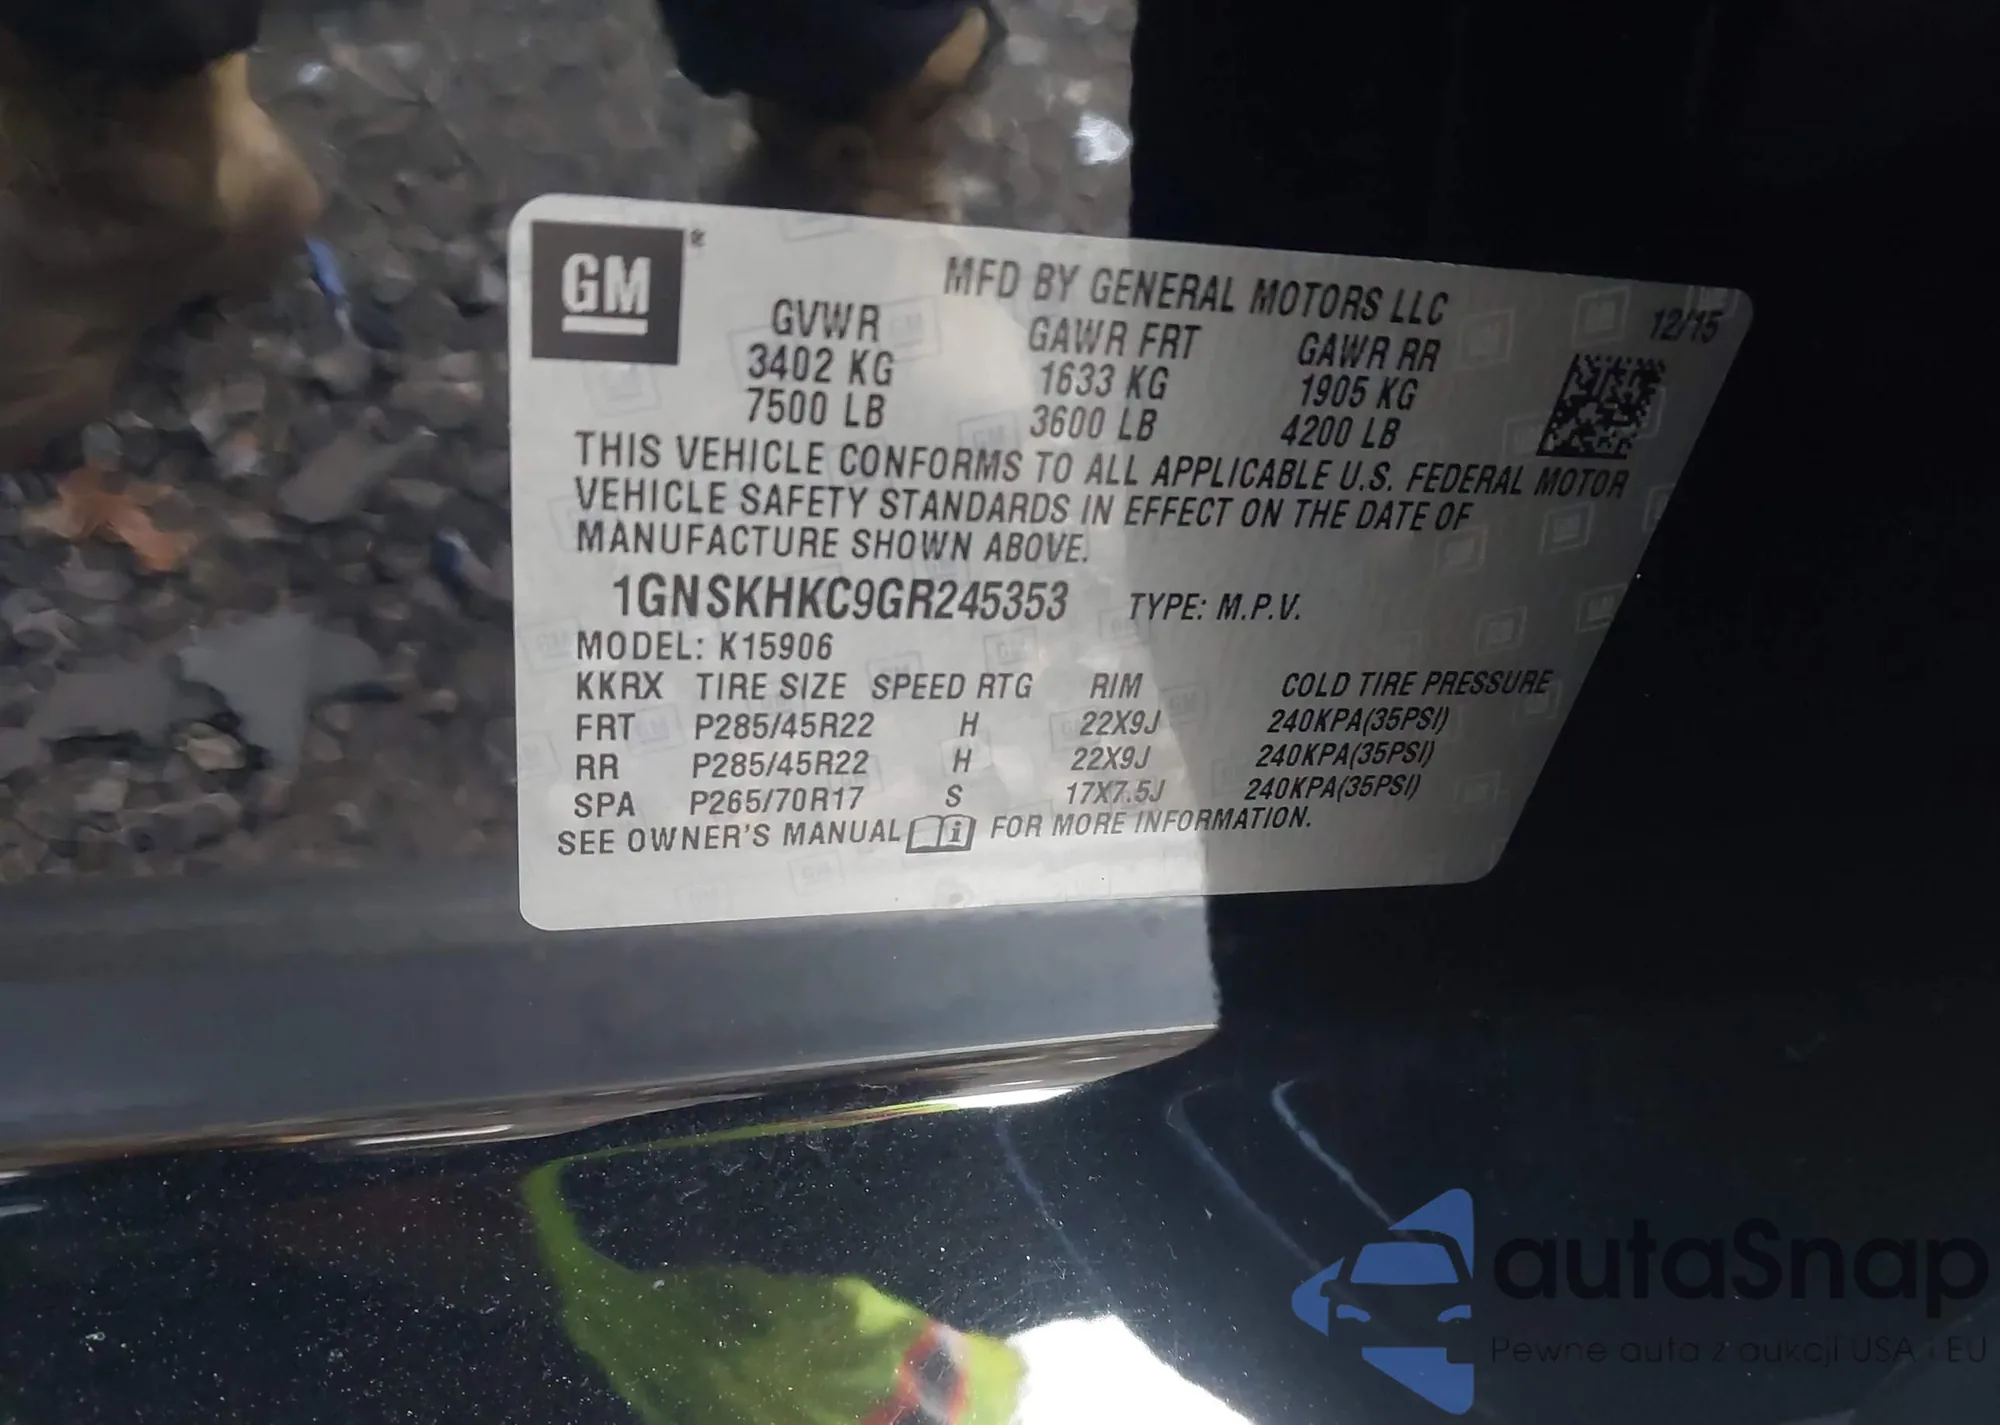 GM ®
MFD BY GENERAL MOTORS LLC 12/15
GVWR GAWR FRT GAWR RR
3402 KG 1633 KG 1905 KG
7500 LB 3600 LB 4200 LB
THIS VEHICLE CONFORMS TO ALL APPLICABLE U.S. FEDERAL MOTOR
VEHICLE SAFETY STANDARDS IN EFFECT ON THE DATE OF
MANUFACTURE SHOWN ABOVE.
1GNSKHKC9GR245353 TYPE: M.P.V.
MODEL: K15906
KKRX TIRE SIZE SPEED RTG RIM COLD TIRE PRESSURE
FRT P285/45R22 H 22X9J 240KPA(35PSI)
RR P285/45R22 H 22X9J 240KPA(35PSI)
SPA P265/70R17 S 17X7.5J 240KPA(35PSI)
SEE OWNER'S MANUAL i FOR MORE INFORMATION.
autaSnap
Pewne auta z aukcji USA i EU